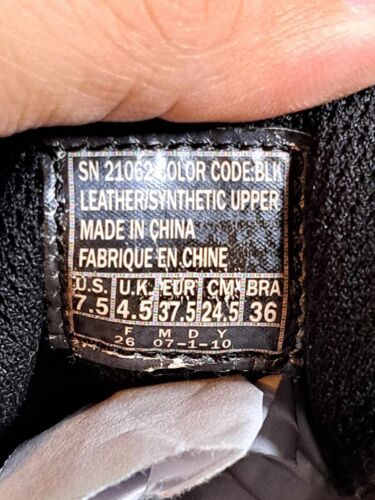 SN 21062 COLOR CODE:BLK
LEATHER/SYNTHETIC UPPER
MADE IN CHINA
FABRIQUE EN CHINE
U.S. U.K. EUR CM BRA
7.5 4.5 37.5 24.5 36
M D Y
26 07-1-10